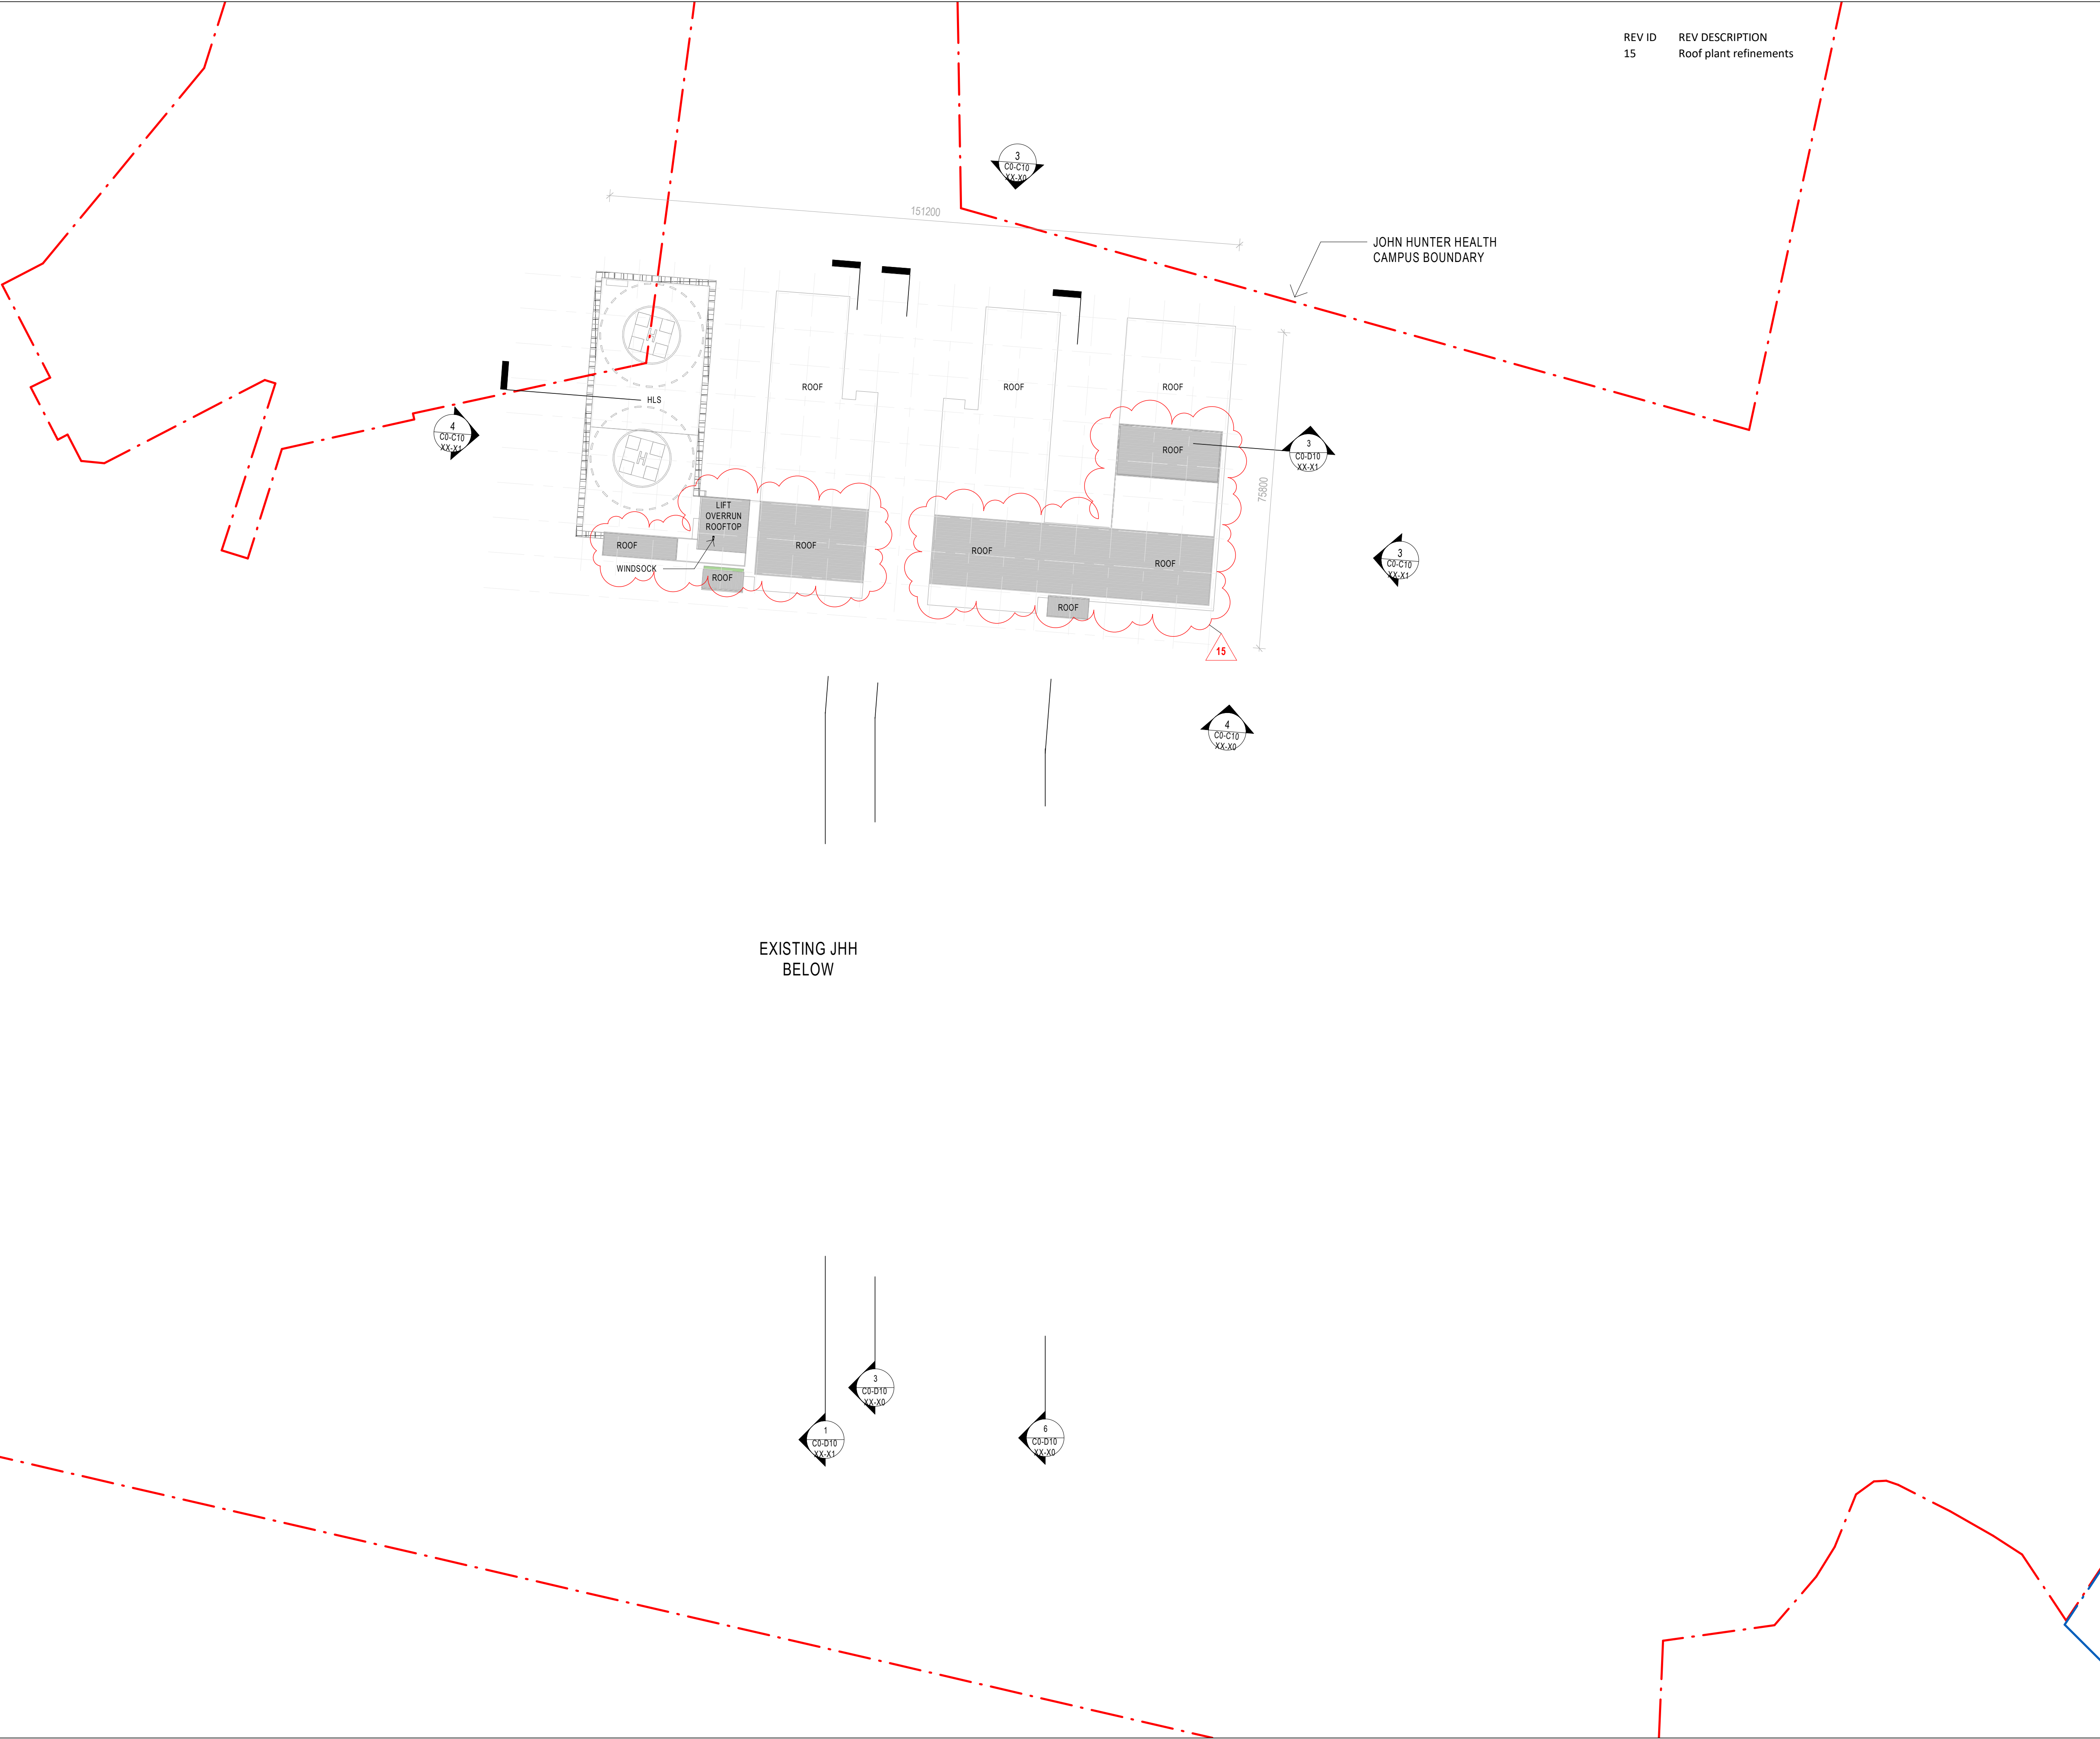 REV ID REV DESCRIPTION
15 Roof plant refinements
3
C0-C10
XX-X0
151200
JOHN HUNTER HEALTH
CAMPUS BOUNDARY
H
ROOF
ROOF
ROOF
HLS
4
C0-C10
XX-X1
H
ROOF
3
C0-D10
XX-X1
75800
LIFT
OVERRUN
ROOFTOP
ROOF
ROOF
ROOF
ROOF
WINDSOCK
ROOF
ROOF
3
C0-C10
XX-X1
15
4
C0-C10
XX-X0
EXISTING JHH
BELOW
3
C0-D10
XX-X0
1
C0-D10
XX-X1
6
C0-D10
XX-X0